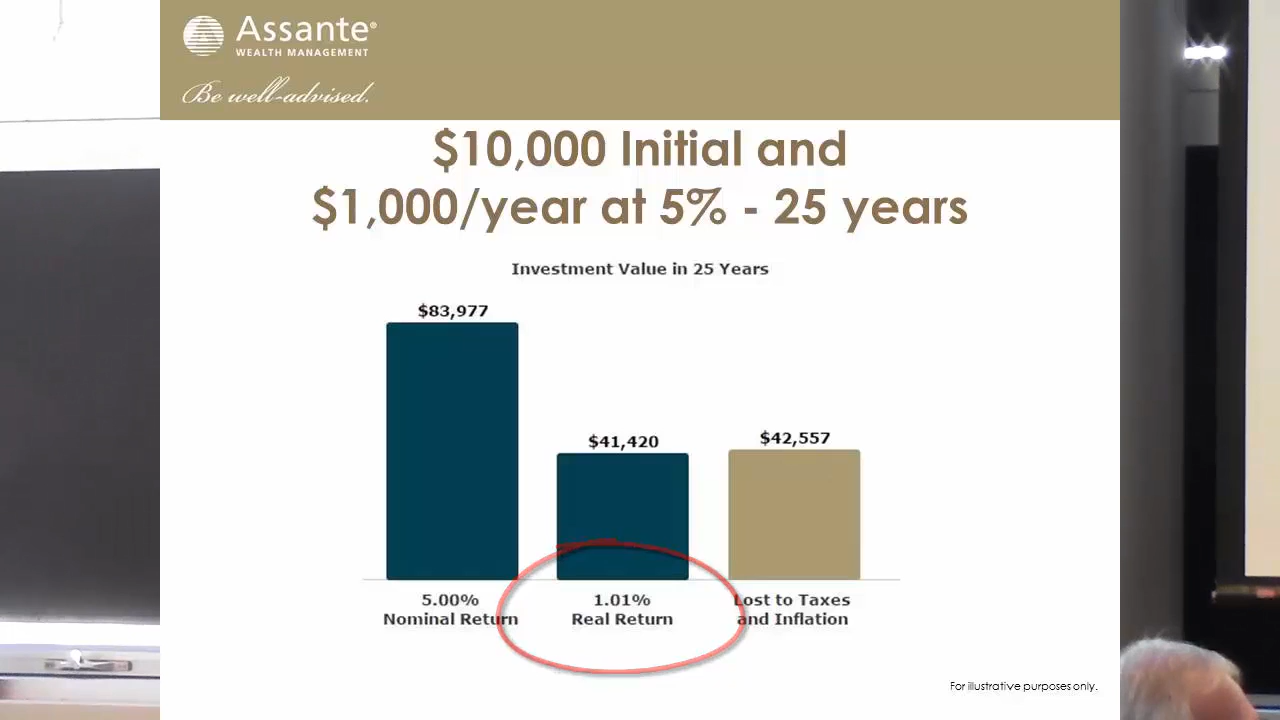 Assante®
WEALTH MANAGEMENT
Be well-advised.
$10,000 Initial and
$1,000/year at 5% - 25 years
Investment Value in 25 Years
$83,977
$41,420
$42,557
5.00%
Nominal Return
1.01%
Real Return
Lost to Taxes
and Inflation
For illustrative purposes only.